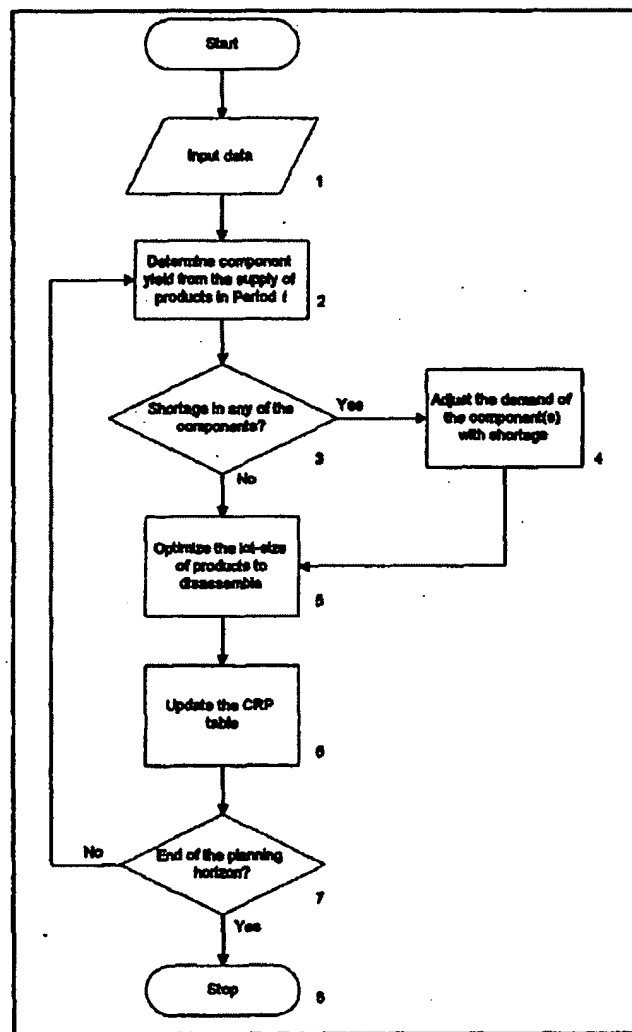 Start
Input data
1
Determine component
yield from the supply of
products in Period t
2
Shortage in any of the
components?
Yes
3
No
Adjust the demand of
the component(s)
with shortage
4
Optimize the lot-size
of products to
disassemble
5
Update the CRP
table
6
No
End of the planning
horizon?
7
Yes
Stop
8